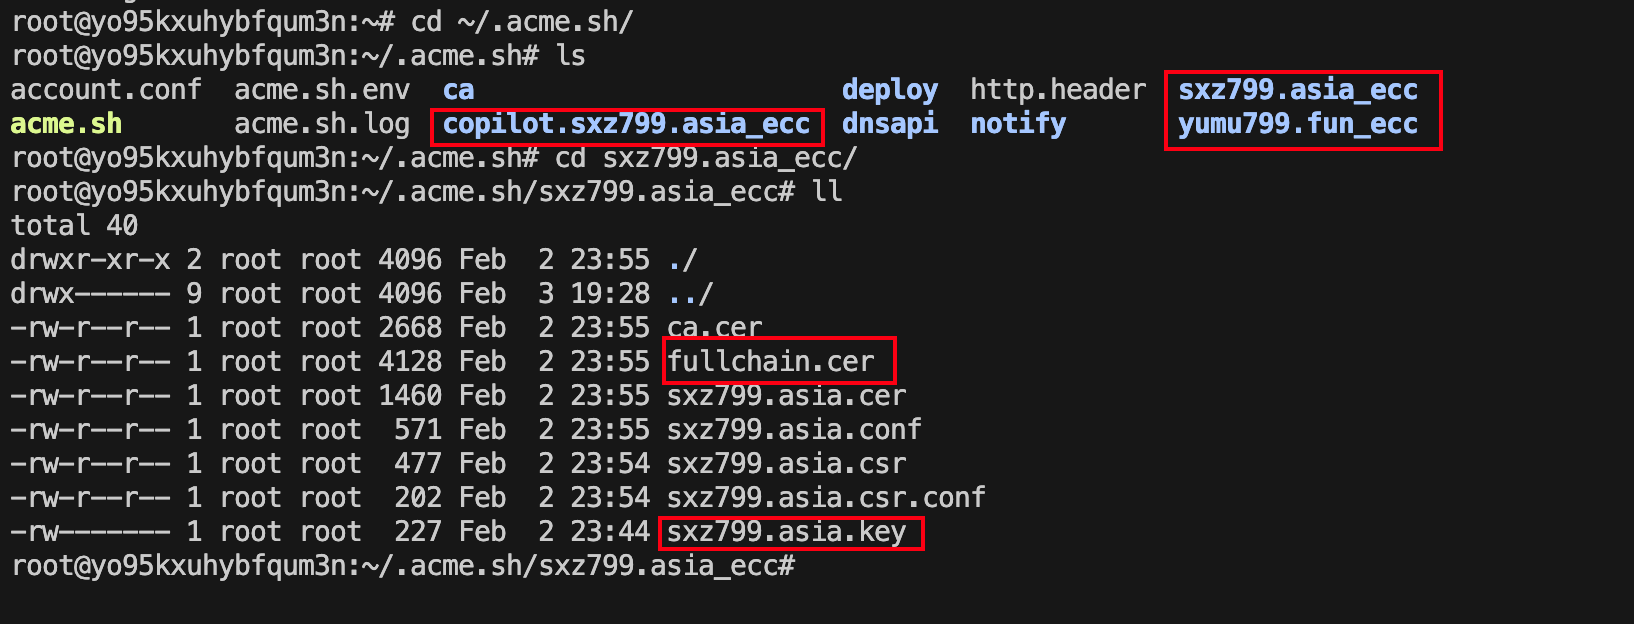 root@yo95kxuhybfqum3n:~# cd ~/.acme.sh/
root@yo95kxuhybfqum3n:~/.acme.sh# ls
account.conf  acme.sh.env  ca                      deploy  http.header  sxz799.asia_ecc
acme.sh       acme.sh.log  copilot.sxz799.asia_ecc  dnsapi  notify       yumu799.fun_ecc
root@yo95kxuhybfqum3n:~/.acme.sh# cd sxz799.asia_ecc/
root@yo95kxuhybfqum3n:~/.acme.sh/sxz799.asia_ecc# ll
total 40
drwxr-xr-x 2 root root 4096 Feb  2 23:55 ./
drwx------ 9 root root 4096 Feb  3 19:28 ../
-rw-r--r-- 1 root root 2668 Feb  2 23:55 ca.cer
-rw-r--r-- 1 root root 4128 Feb  2 23:55 fullchain.cer
-rw-r--r-- 1 root root 1460 Feb  2 23:55 sxz799.asia.cer
-rw-r--r-- 1 root root  571 Feb  2 23:55 sxz799.asia.conf
-rw-r--r-- 1 root root  477 Feb  2 23:54 sxz799.asia.csr
-rw-r--r-- 1 root root  202 Feb  2 23:54 sxz799.asia.csr.conf
-rw------- 1 root root  227 Feb  2 23:44 sxz799.asia.key
root@yo95kxuhybfqum3n:~/.acme.sh/sxz799.asia_ecc#